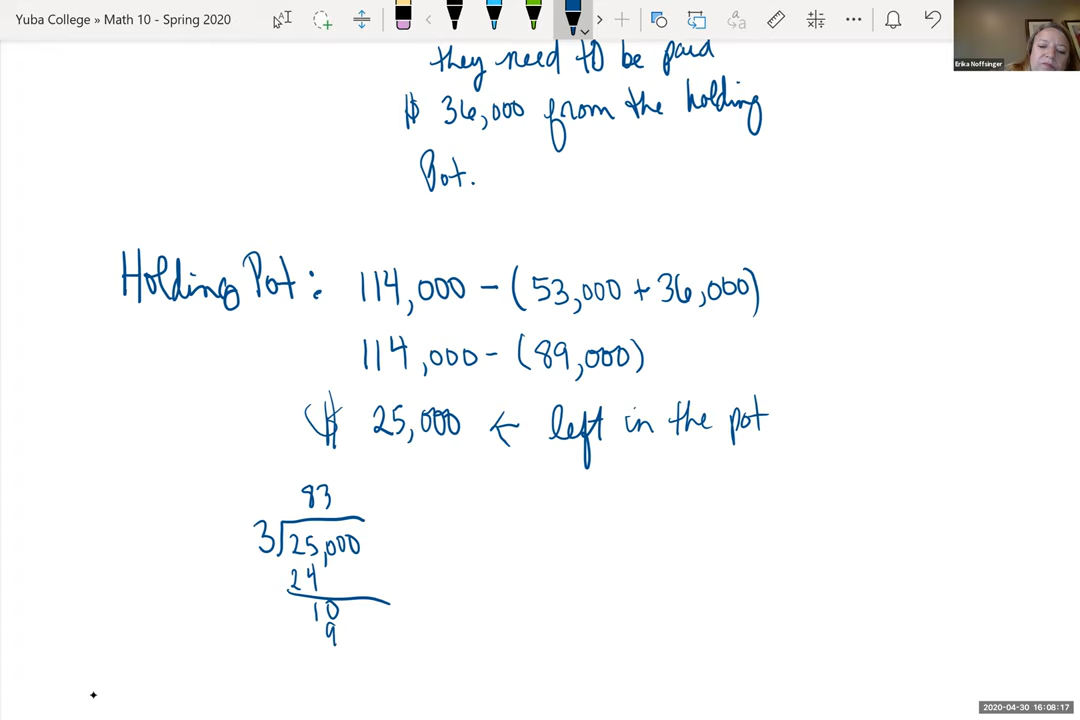 Yuba College » Math 10 - Spring 2020
Erika Noffsinger
they need to be paid
$ 36,000 from the holding
Pot.
Holding Pot: 114,000 - (53,000 + 36,000)
114,000 - (89,000)
$ 25,000 ← left in the pot
83
3 25,000
24
10
9
2020-04-30 16:08:17